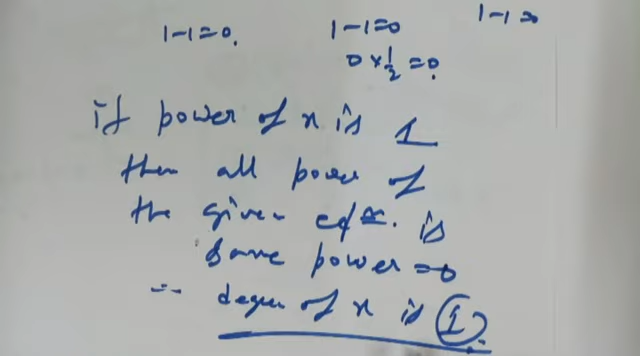 1-1=0.
1-1=0
0×1/2=0.
1-1=
if power of x is 1
then all power of
the given eqn. is
same power=0
∴ degree of x is 1